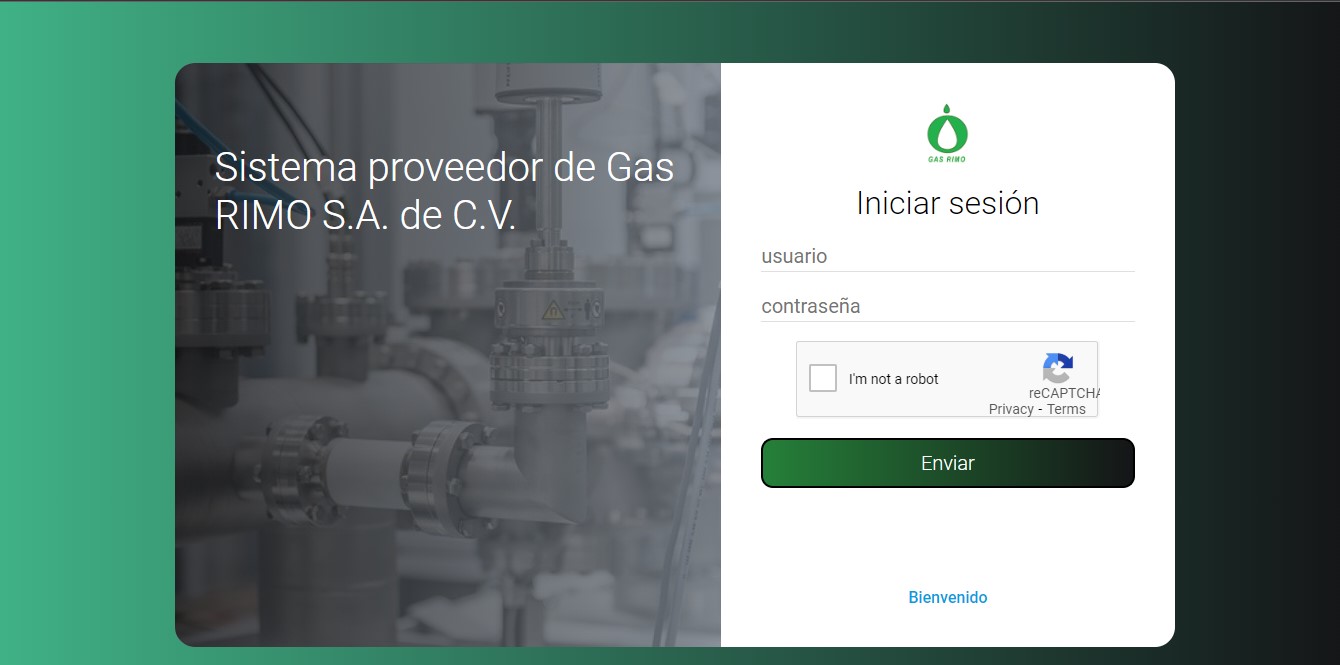 Sistema proveedor de Gas
RIMO S.A. de C.V.
GAS RIMO
Iniciar sesión
usuario
contraseña
I'm not a robot
reCAPTCHA
Privacy - Terms
Enviar
Bienvenido